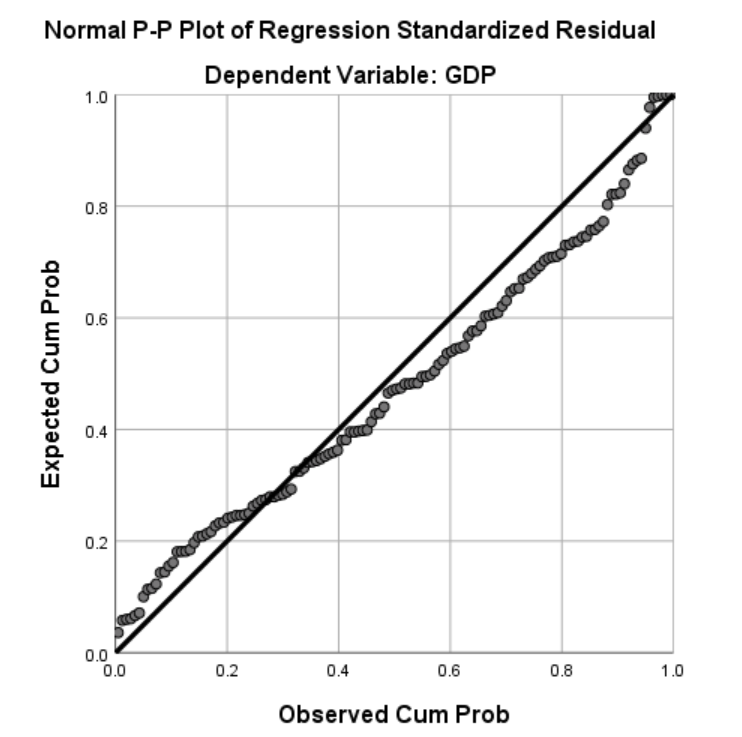 Normal P-P Plot of Regression Standardized Residual
Dependent Variable: GDP
Expected Cum Prob
1.0
0.8
0.6
0.4
0.2
0.0
0.0 0.2 0.4 0.6 0.8 1.0
Observed Cum Prob